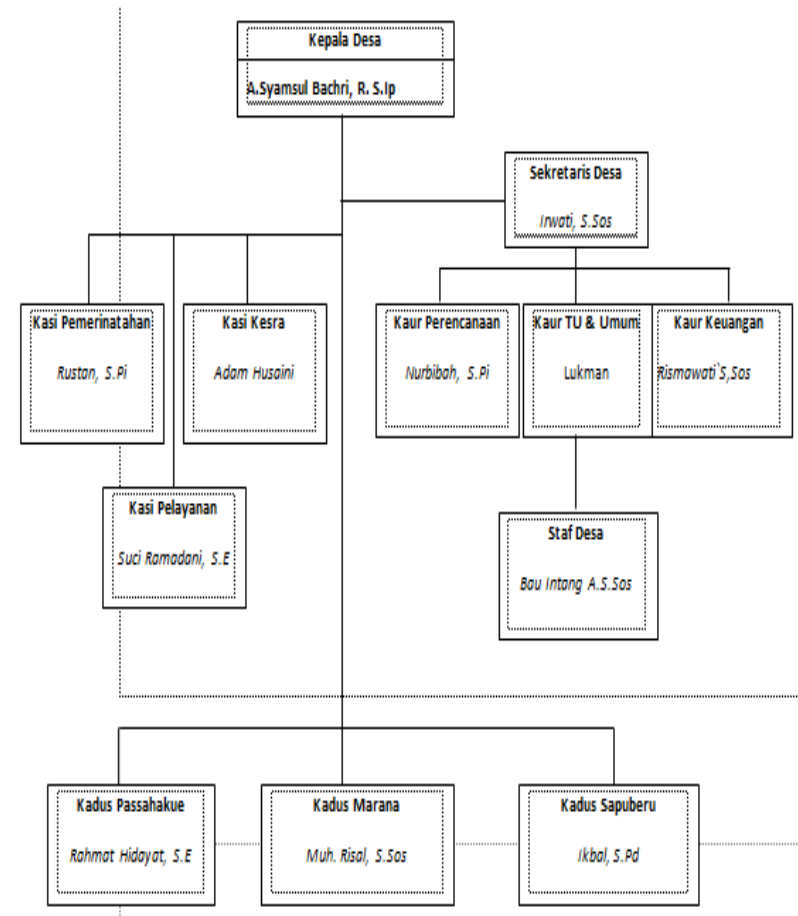 Kepala Desa
A.Syamsul Bachri, R. S.Ip
Sekretaris Desa
Irwati, S.Sos
Kasi Pemerinatahan
Rustan, S.Pi
Kasi Kesra
Adam Husaini
Kaur Perencanaan
Nurbibah, S.Pi
Kaur TU & Umum
Lukman
Kaur Keuangan
Rismawati`S,Sos
Kasi Pelayanan
Suci Ramadani, S.E
Staf Desa
Bau Intang A.S.Sos
Kadus Passahakue
Rahmat Hidayat, S.E
Kadus Marana
Muh. Risal, S.Sos
Kadus Sapuberu
Ikbal, S.Pd